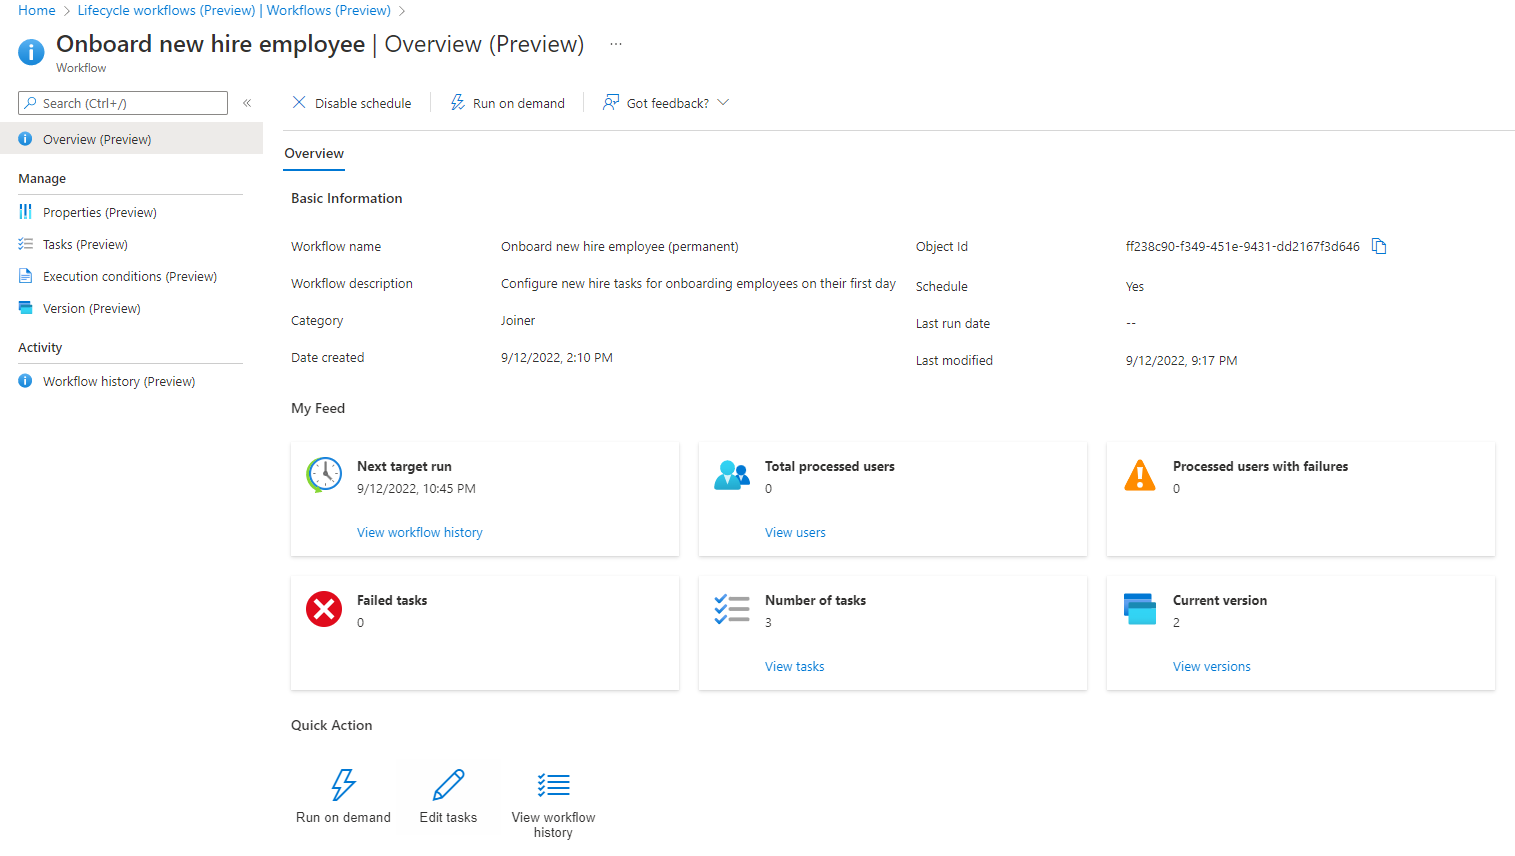 Home > Lifecycle workflows (Preview) | Workflows (Preview) >
Onboard new hire employee | Overview (Preview) ...
Workflow
Search (Ctrl+/) «
Disable schedule
Run on demand
Got feedback?
Overview (Preview)
Manage
Properties (Preview)
Tasks (Preview)
Execution conditions (Preview)
Version (Preview)
Activity
Workflow history (Preview)
Overview
Basic Information
Workflow name Onboard new hire employee (permanent)
Workflow description Configure new hire tasks for onboarding employees on their first day
Category Joiner
Date created 9/12/2022, 2:10 PM
Object Id ff238c90-f349-451e-9431-dd2167f3d646
Schedule Yes
Last run date --
Last modified 9/12/2022, 9:17 PM
My Feed
Next target run
9/12/2022, 10:45 PM
View workflow history
Total processed users
0
View users
Processed users with failures
0
Failed tasks
0
Number of tasks
3
View tasks
Current version
2
View versions
Quick Action
Run on demand
Edit tasks
View workflow
history